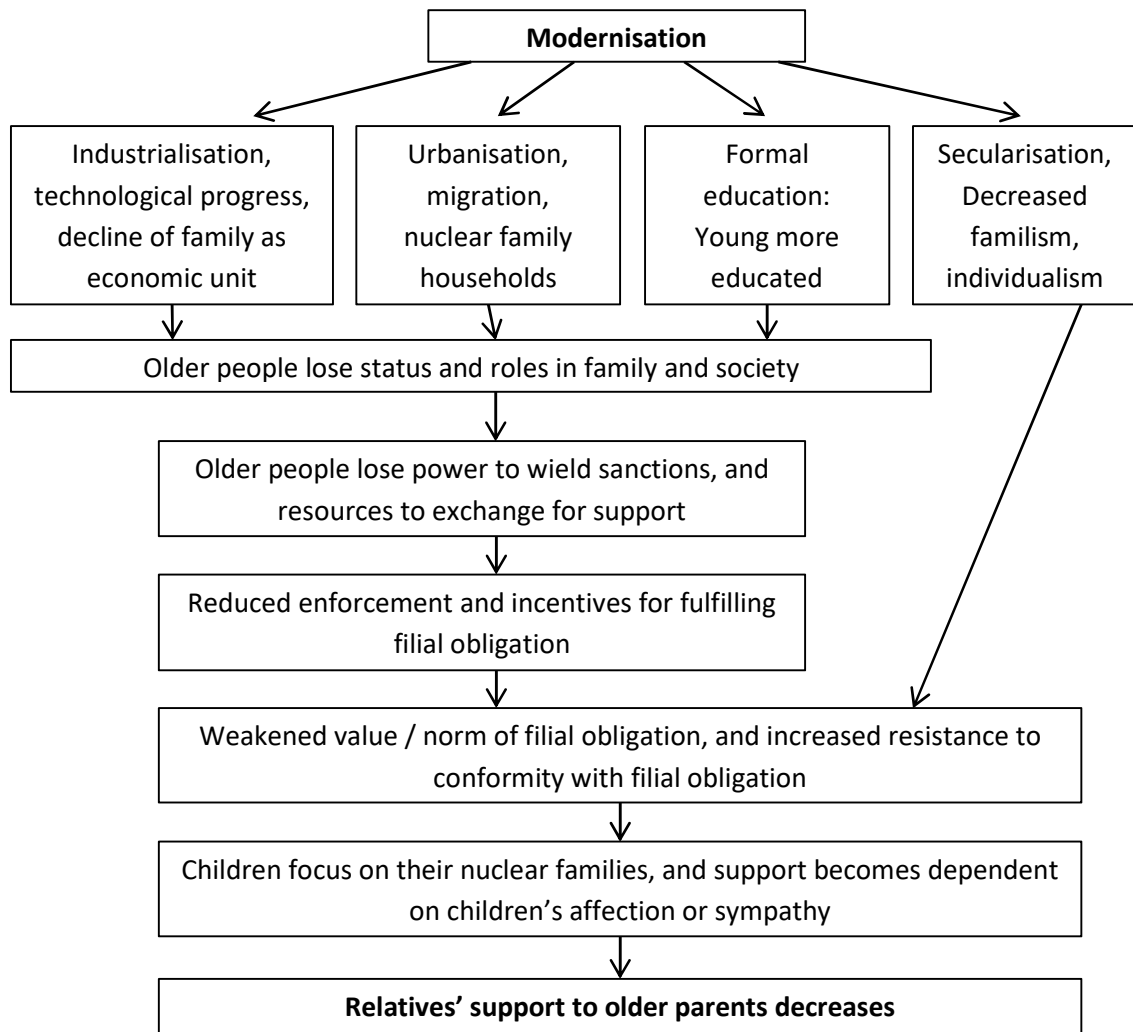 Modernisation
Industrialisation,
technological progress,
decline of family as
economic unit
Urbanisation,
migration,
nuclear family
households
Formal
education:
Young more
educated
Secularisation,
Decreased
familism,
individualism
Older people lose status and roles in family and society
Older people lose power to wield sanctions, and
resources to exchange for support
Reduced enforcement and incentives for fulfilling
filial obligation
Weakened value / norm of filial obligation, and increased resistance to
conformity with filial obligation
Children focus on their nuclear families, and support becomes dependent
on children’s affection or sympathy
Relatives’ support to older parents decreases